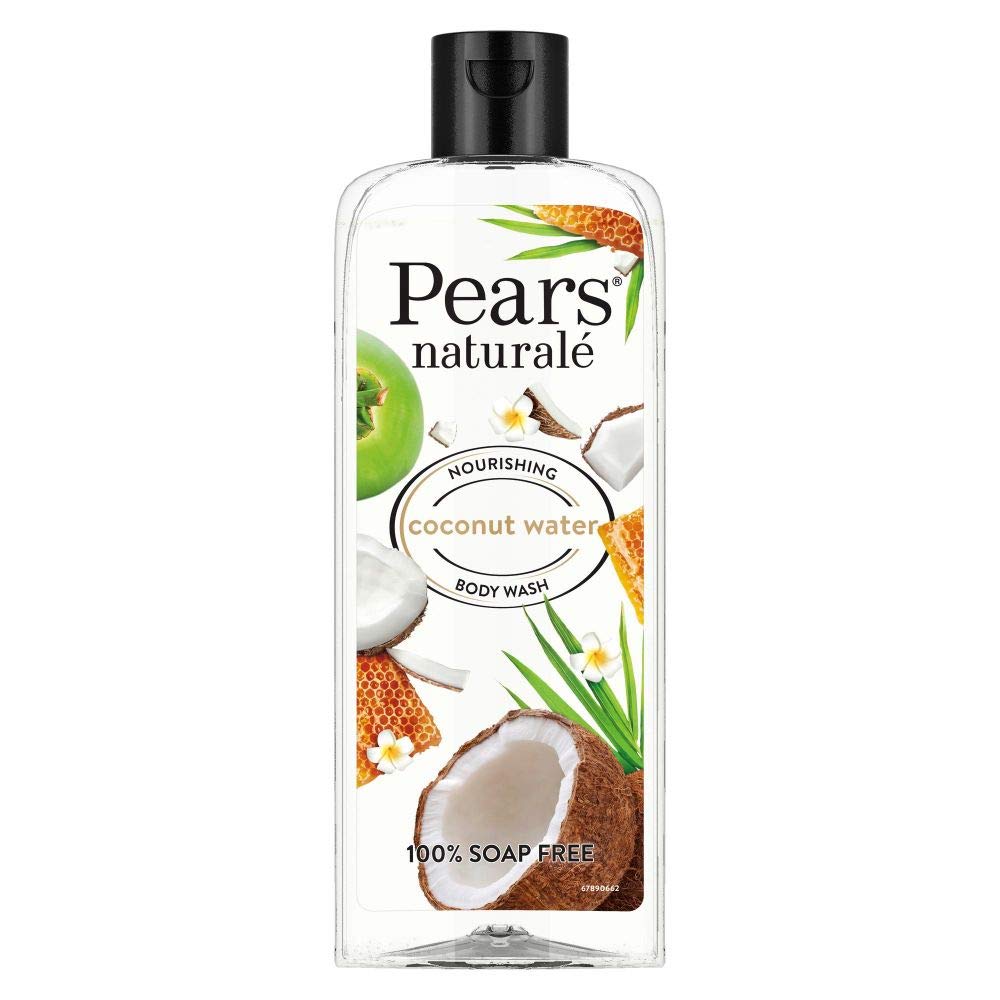 Pears®
naturalé
NOURISHING
coconut water
BODY WASH
100% SOAP FREE
67890662